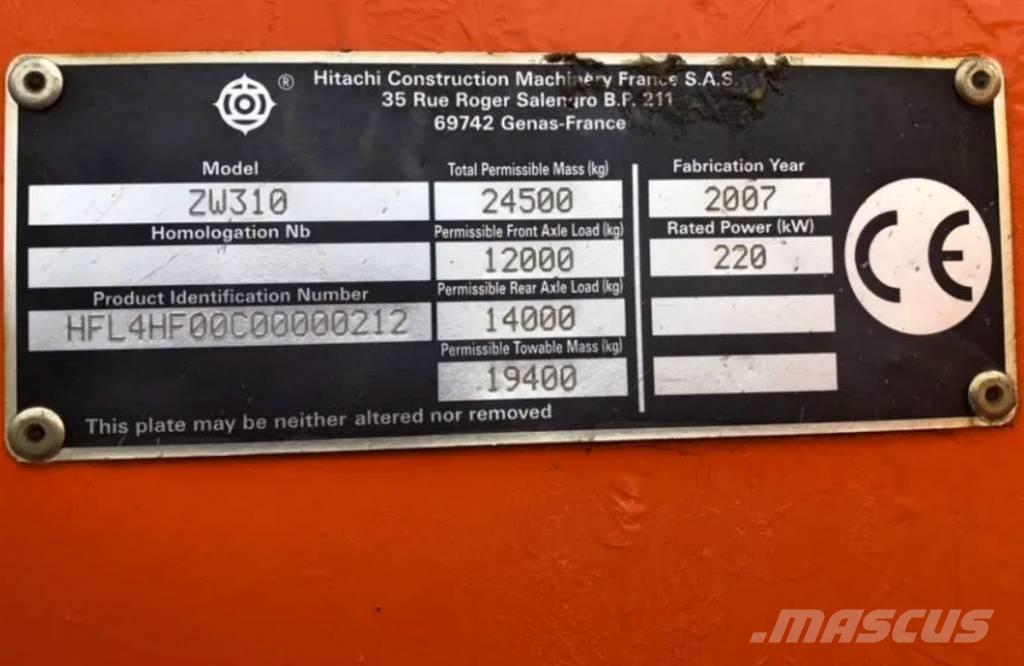 ® Hitachi Construction Machinery France S.A.S.
35 Rue Roger Salengro B.P. 211
69742 Genas-France
Model
ZW310
Homologation Nb
Product Identification Number
HFL4HF00C00000212
Total Permissible Mass (kg)
24500
Permissible Front Axle Load (kg)
12000
Permissible Rear Axle Load (kg)
14000
Permissible Towable Mass (kg)
19400
Fabrication Year
2007
Rated Power (kW)
220
CE
This plate may be neither altered nor removed
.MASCUS